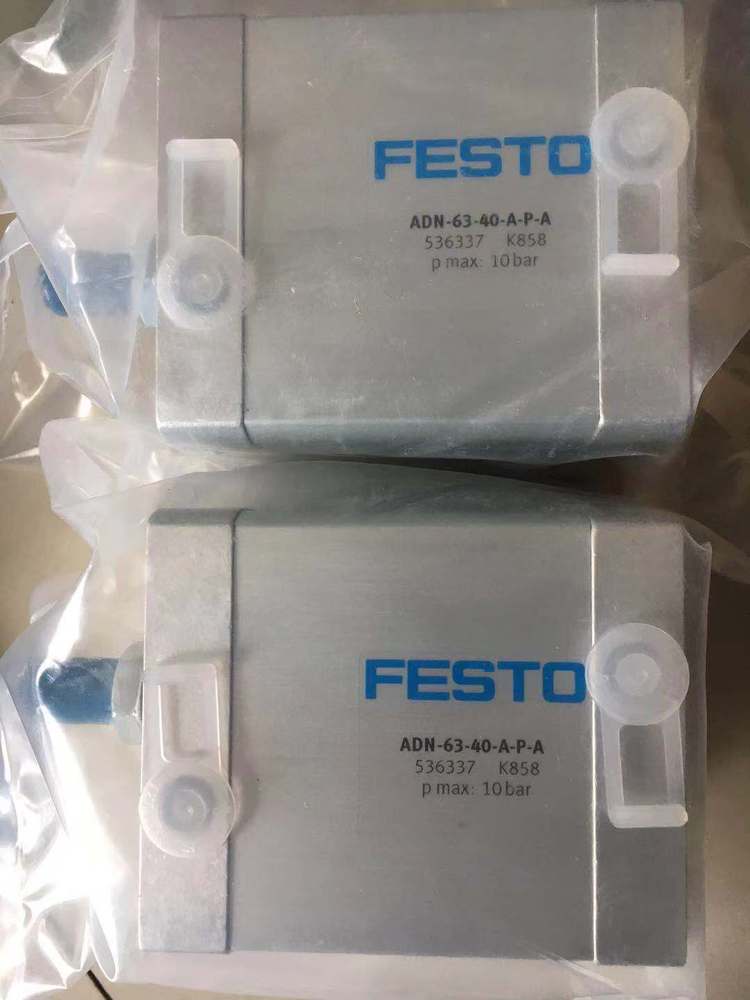 FESTO
ADN-63-40-A-P-A
536337 K858
p max: 10 bar
FESTO
ADN-63-40-A-P-A
536337 K858
p max: 10 bar